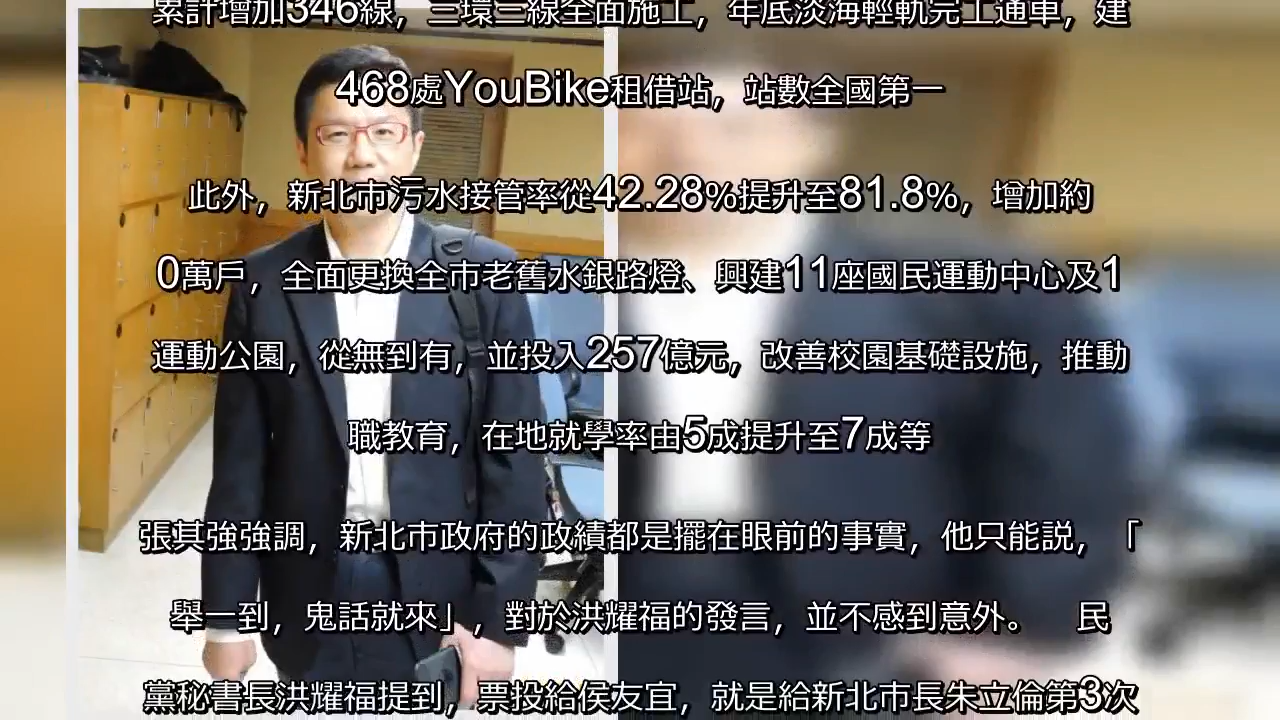 累計增加346線，三環三線全面施工，年底淡海輕軌完工通車，建
468處YouBike租借站，站數全國第一
此外，新北市污水接管率從42.28%提升至81.8%，增加約
0萬戶，全面更換全市老舊水銀路燈、興建11座國民運動中心及1
運動公園，從無到有，並投入257億元，改善校園基礎設施，推動
職教育，在地就學率由5成提升至7成等
張其強強調，新北市政府的政績都是擺在眼前的事實，他只能説，「
舉一到，鬼話就來」，對於洪耀福的發言，並不感到意外。 民
黨秘書長洪耀福提到，票投給侯友宜，就是給新北市長朱立倫第3次